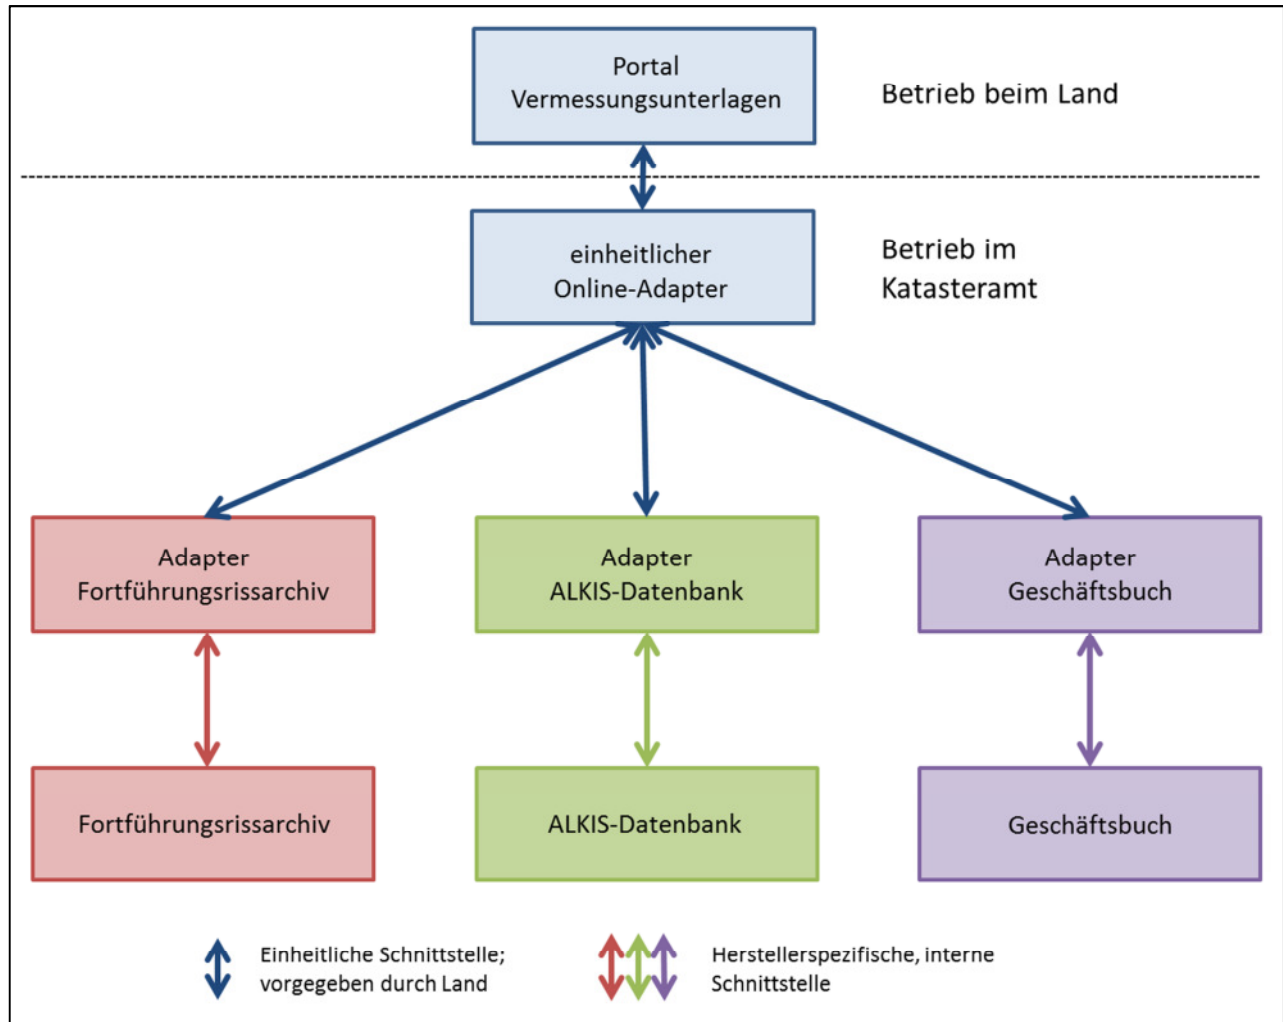 Portal
Vermessungsunterlagen
Betrieb beim Land
einheitlicher
Online-Adapter
Betrieb im
Katasteramt
Adapter
Fortführungsrissarchiv
Adapter
ALKIS-Datenbank
Adapter
Geschäftsbuch
Fortführungsrissarchiv
ALKIS-Datenbank
Geschäftsbuch
Einheitliche Schnittstelle;
vorgegeben durch Land
Herstellerspezifische, interne
Schnittstelle